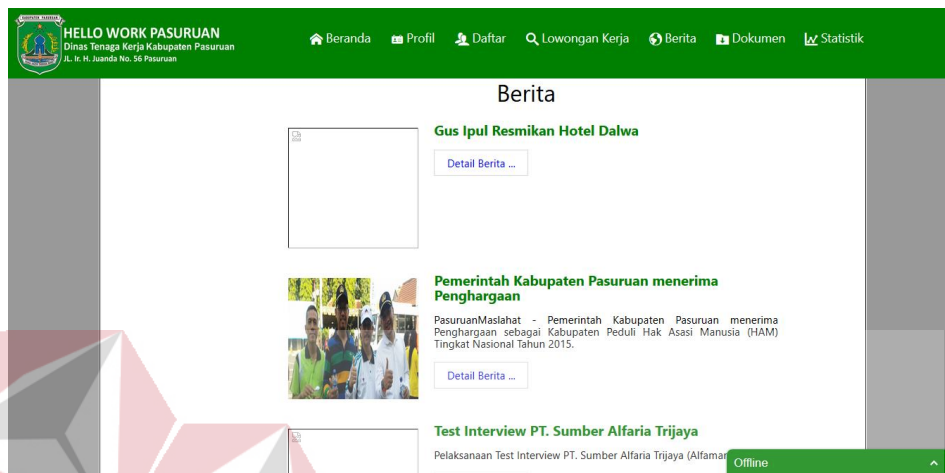 HELLO WORK PASURUAN
Dinas Tenaga Kerja Kabupaten Pasuruan
JL. Ir. H. Juanda No. 56 Pasuruan
Beranda Profil Daftar Lowongan Kerja Berita Dokumen Statistik
Berita
Gus Ipul Resmikan Hotel Dalwa
Detail Berita ...
Pemerintah Kabupaten Pasuruan menerima
Penghargaan
PasuruanMaslahat - Pemerintah Kabupaten Pasuruan menerima
Penghargaan sebagai Kabupaten Peduli Hak Asasi Manusia (HAM)
Tingkat Nasional Tahun 2015.
Detail Berita ...
Test Interview PT. Sumber Alfaria Trijaya
Pelaksanaan Test Interview PT. Sumber Alfaria Trijaya (Alfamar
Offline